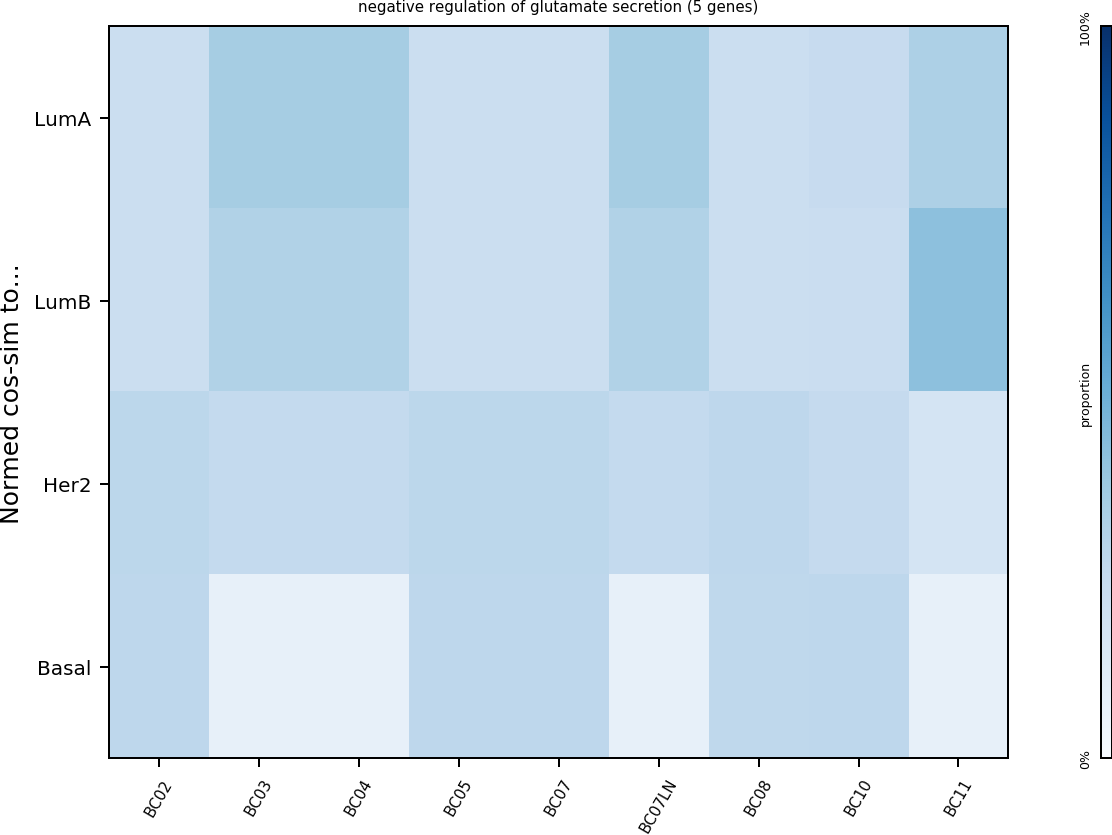 negative regulation of glutamate secretion (5 genes)
Normed cos-sim to...
LumA
LumB
Her2
Basal
BC02
BC03
BC04
BC05
BC07
BC07LN
BC08
BC10
BC11
100%
proportion
0%